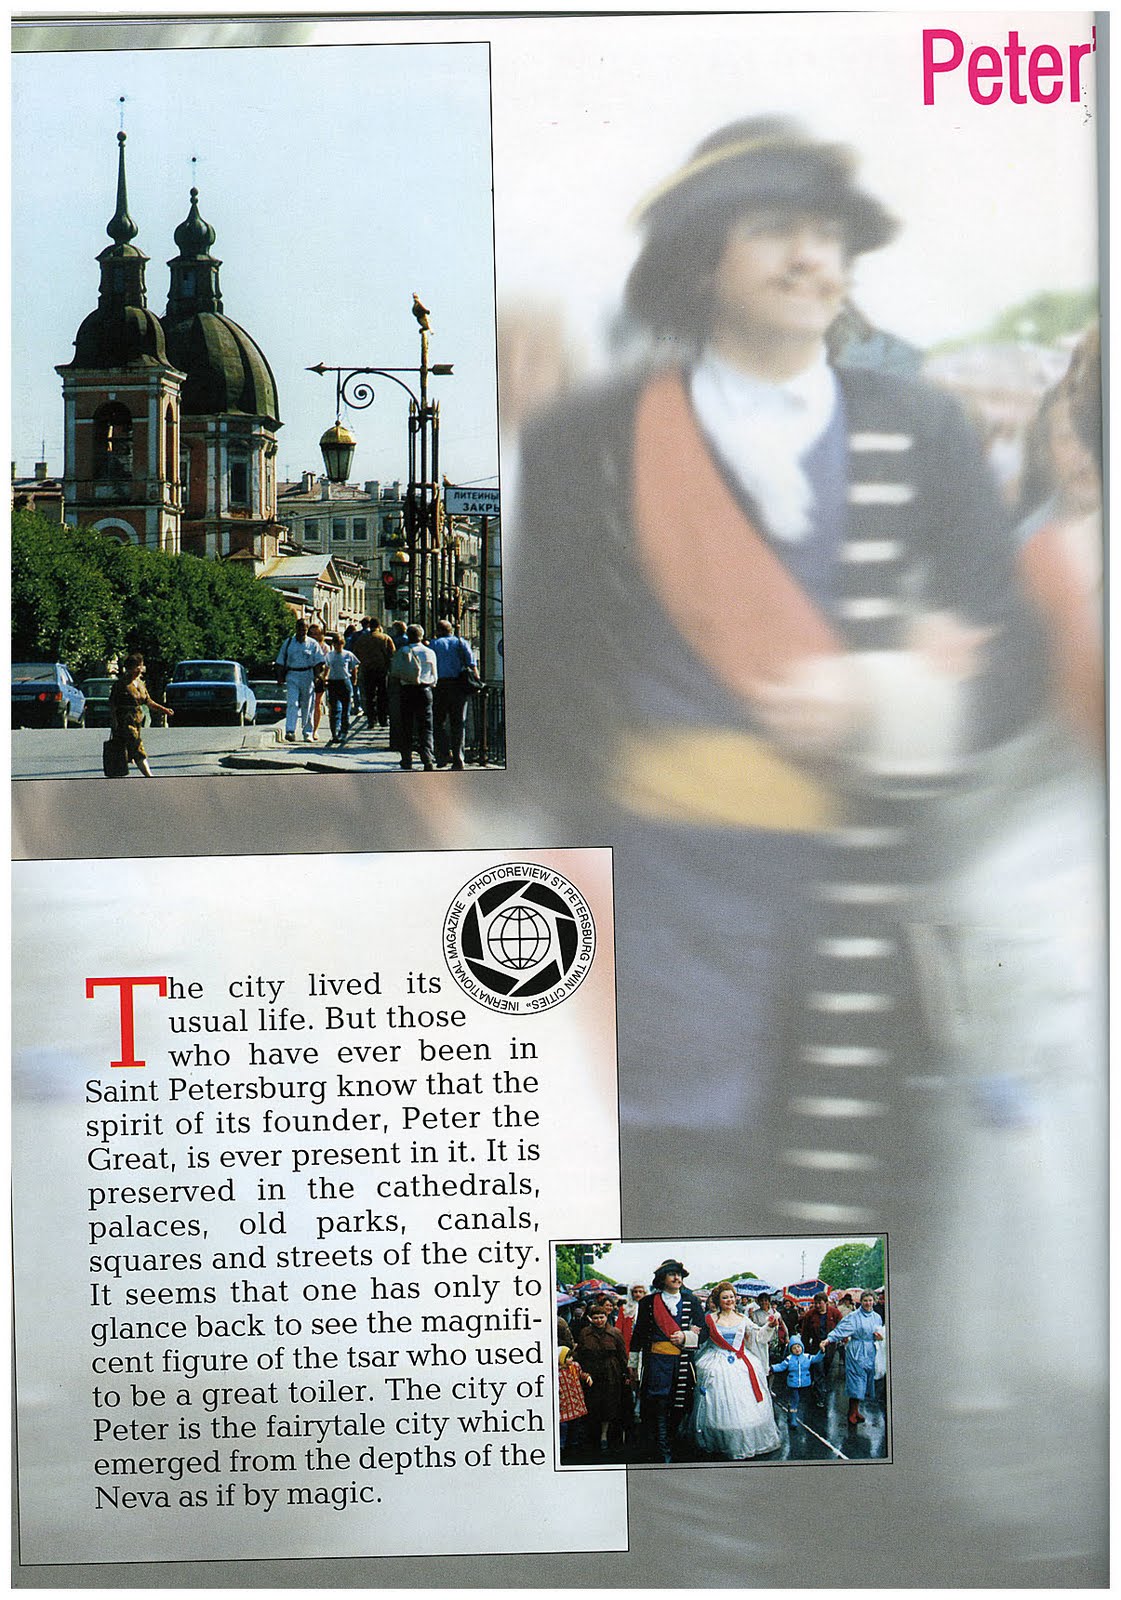 Peter'
ЛИТЕЙНЫ
ЗАКРЫ
«PHOTOREVIEW ST PETERSBURG TWIN CITIES» INERNATIONAL MAGAZINE
The city lived its
usual life. But those
who have ever been in
Saint Petersburg know that the
spirit of its founder, Peter the
Great, is ever present in it. It is
preserved in the cathedrals,
palaces, old parks, canals,
squares and streets of the city.
It seems that one has only to
glance back to see the magnifi-
cent figure of the tsar who used
to be a great toiler. The city of
Peter is the fairytale city which
emerged from the depths of the
Neva as if by magic.